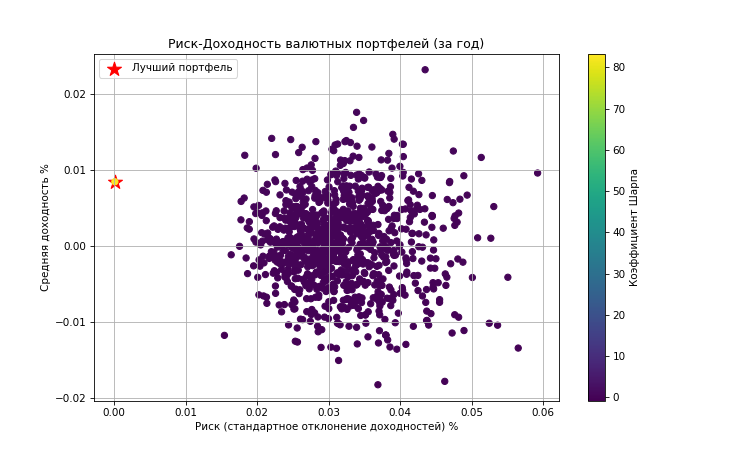 Риск-Доходность валютных портфелей (за год)
Лучший портфель
Средняя доходность %
0.02
0.01
0.00
−0.01
−0.02
0.00 0.01 0.02 0.03 0.04 0.05 0.06
Риск (стандартное отклонение доходностей) %
80
70
60
50
40
30
20
10
0
Коэффициент Шарпа